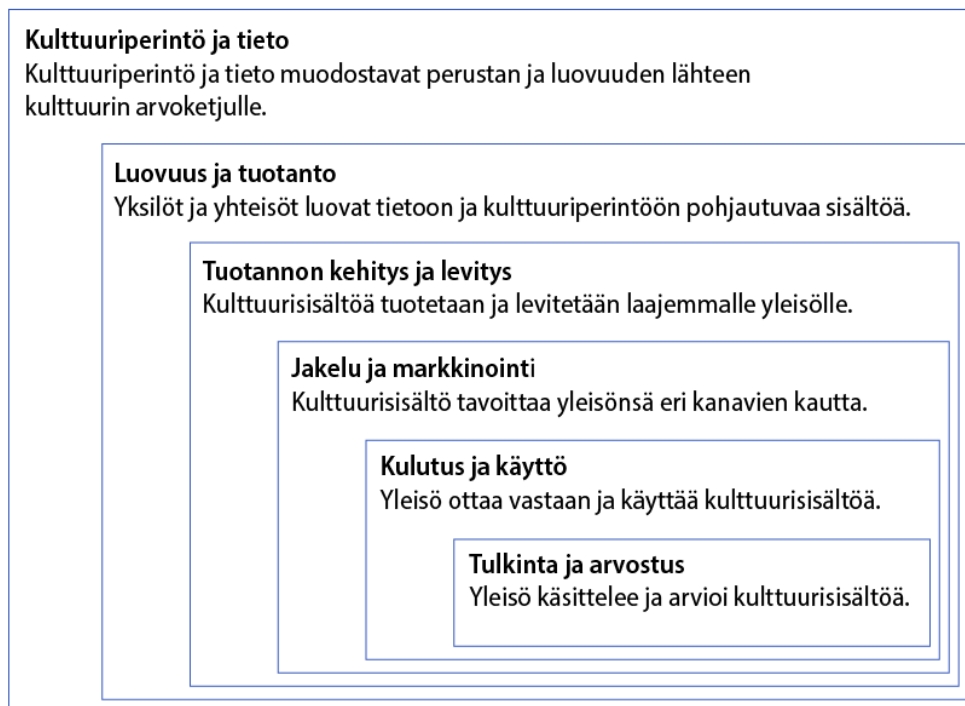 Kulttuuriperintö ja tieto
Kulttuuriperintö ja tieto muodostavat perustan ja luovuuden lähteen
kulttuurin arvoketjulle.
Luovuus ja tuotanto
Yksilöt ja yhteisöt luovat tietoon ja kulttuuriperintöön pohjautuvaa sisältöä.
Tuotannon kehitys ja levitys
Kulttuurisisältöä tuotetaan ja levitetään laajemmalle yleisölle.
Jakelu ja markkinointi
Kulttuurisisältö tavoittaa yleisönsä eri kanavien kautta.
Kulutus ja käyttö
Yleisö ottaa vastaan ja käyttää kulttuurisisältöä.
Tulkinta ja arvostus
Yleisö käsittelee ja arvioi kulttuurisisältöä.